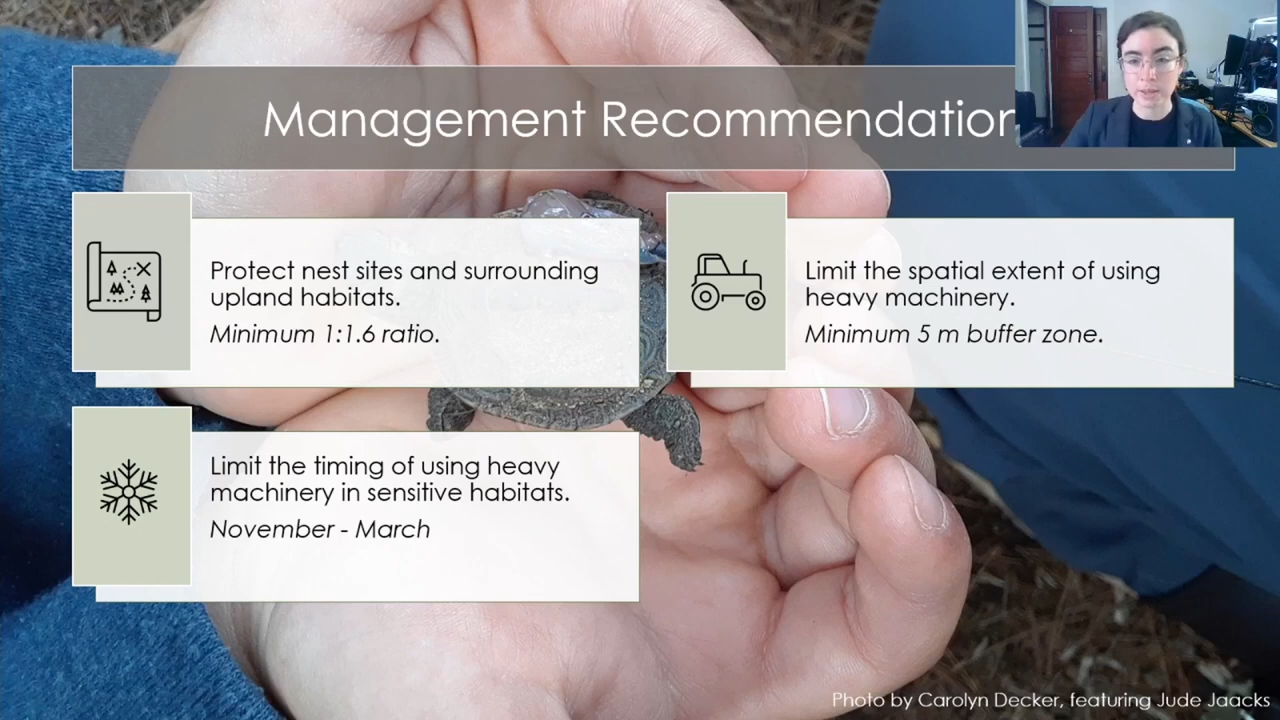 Management Recommendation
Protect nest sites and surrounding
upland habitats.
Minimum 1:1.6 ratio.
Limit the spatial extent of using
heavy machinery.
Minimum 5 m buffer zone.
Limit the timing of using heavy
machinery in sensitive habitats.
November - March
Photo by Carolyn Decker, featuring Jude Jaacks